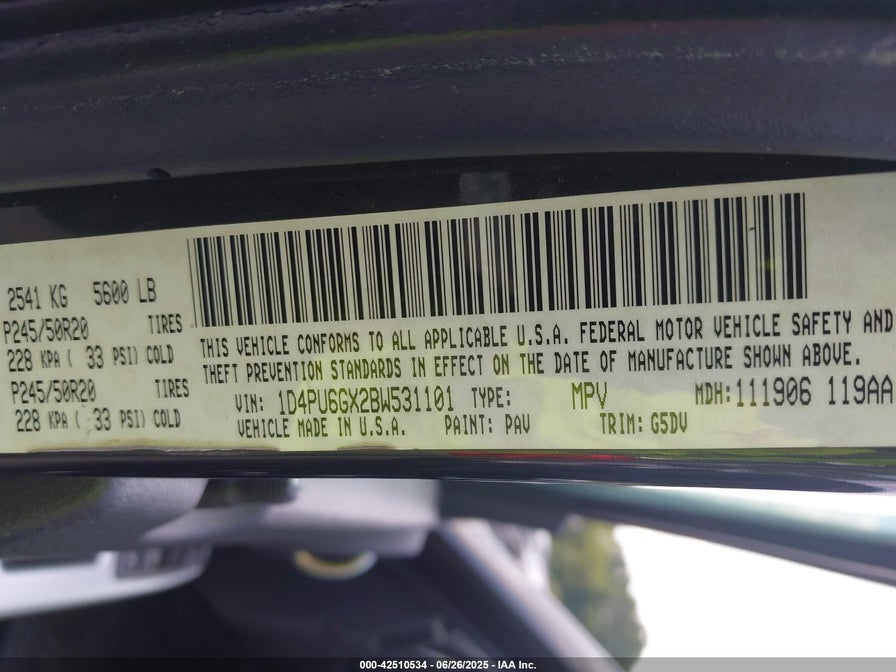 2541 KG 5600 LB
P245/50R20 TIRES
228 KPA ( 33 PSI) COLD
P245/50R20 TIRES
228 KPA ( 33 PSI) COLD
THIS VEHICLE CONFORMS TO ALL APPLICABLE U.S.A. FEDERAL MOTOR VEHICLE SAFETY AND
THEFT PREVENTION STANDARDS IN EFFECT ON THE DATE OF MANUFACTURE SHOWN ABOVE.
VIN: 1D4PU6GX2BW531101 TYPE: MPV MDH:111906 119AA
VEHICLE MADE IN U.S.A. PAINT: PAV TRIM: G5DV
000-42510534 - 06/26/2025 - IAA Inc.